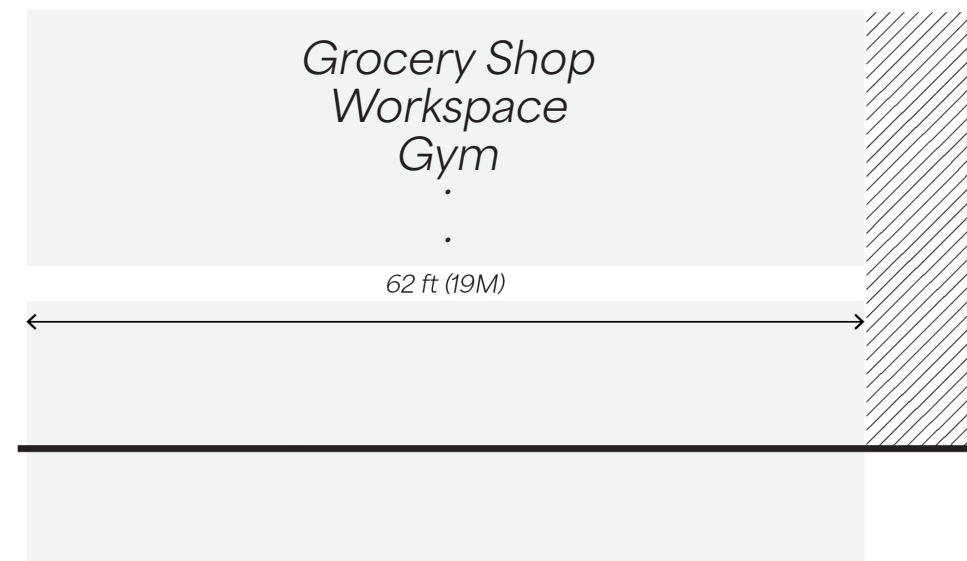 Grocery Shop
Workspace
Gym
.
.
62 ft (19M)